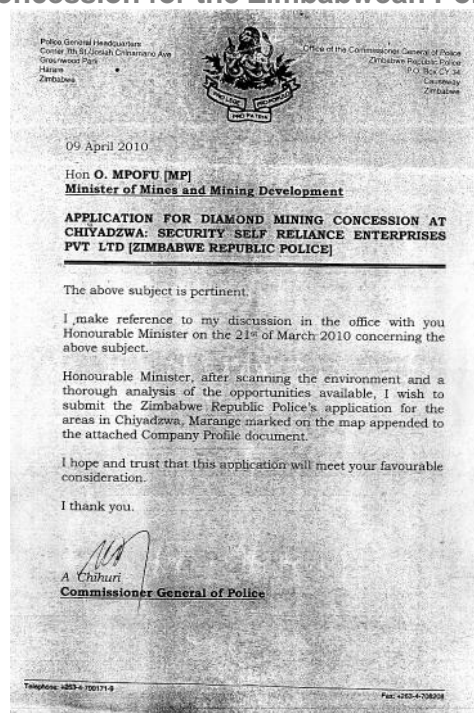 oncession for the Zimbabwean Po
Police General Headquarters
Corner 7th St/Josiah Chinamano Ave
Greenwood Park
Harare
Zimbabwe
Office of the Commissioner General of Police
Zimbabwe Republic Police
P.O. Box CY 34
Causeway
Zimbabwe
PRO LEGE
PRO POPULO
PRO PATRIA
09 April 2010
Hon O. MPOFU [MP]
Minister of Mines and Mining Development
APPLICATION FOR DIAMOND MINING CONCESSION AT
CHIYADZWA: SECURITY SELF RELIANCE ENTERPRISES
PVT LTD [ZIMBABWE REPUBLIC POLICE]
The above subject is pertinent.
I make reference to my discussion in the office with you
Honourable Minister on the 21st of March 2010 concerning the
above subject.
Honourable Minister, after scanning the environment and a
thorough analysis of the opportunities available, I wish to
submit the Zimbabwe Republic Police's application for the
areas in Chiyadzwa, Marange marked on the map appended to
the attached Company Profile document.
I hope and trust that this application will meet your favourable
consideration.
I thank you.
A Chihuri
Commissioner General of Police
Telephone: +263-4-700171-9
Fax: +263-4-708208